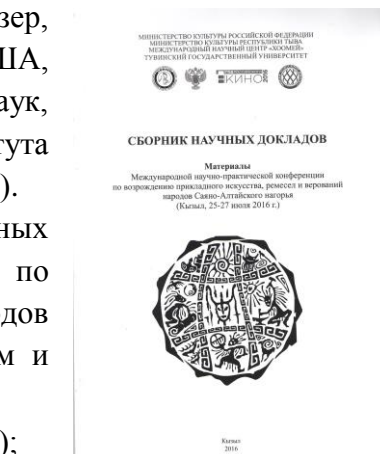 зер,
ША,
аук,
тута
).
ных
по
дов
м и
);
МИНИСТЕРСТВО КУЛЬТУРЫ РОССИЙСКОЙ ФЕДЕРАЦИИ
МИНИСТЕРСТВО КУЛЬТУРЫ РЕСПУБЛИКИ ТЫВА
МЕЖДУНАРОДНЫЙ НАУЧНЫЙ ЦЕНТР «ХООМЕЙ»
ТУВИНСКИЙ ГОСУДАРСТВЕННЫЙ УНИВЕРСИТЕТ
КИНО
СБОРНИК НАУЧНЫХ ДОКЛАДОВ
Материалы
Международной научно-практической конференции
по возрождению прикладного искусства, ремесел и верований
народов Саяно-Алтайского нагорья
(Кызыл, 25-27 июля 2016 г.)
Кызыл
2016